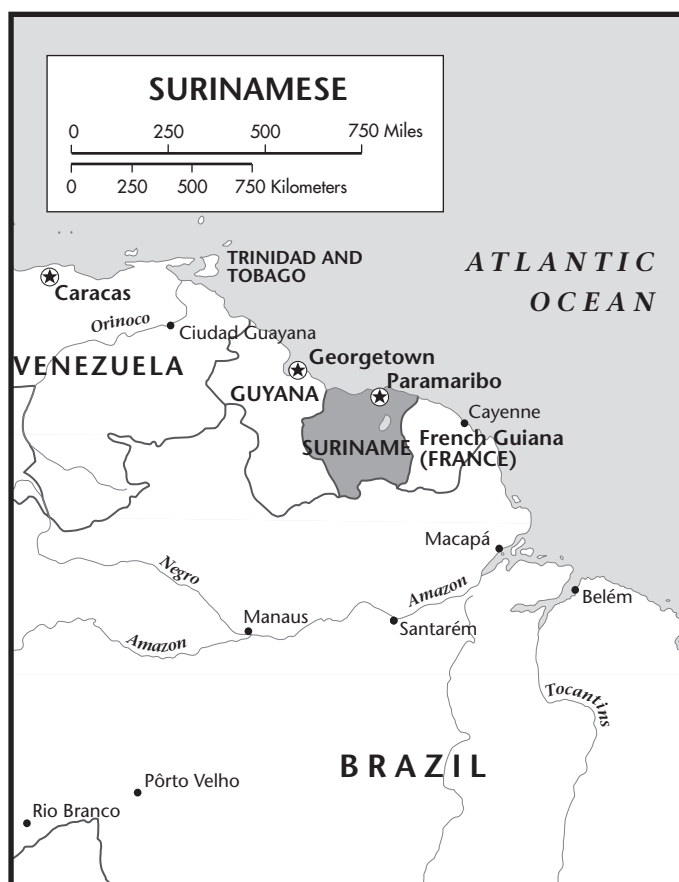 SURINAMESE
0 250 500 750 Miles
0 250 500 750 Kilometers
ATLANTIC
OCEAN
TRINIDAD AND
TOBAGO
Caracas
Orinoco
Ciudad Guayana
VENEZUELA
Georgetown
GUYANA
Paramaribo
Cayenne
SURINAME
French Guiana
(FRANCE)
Macapá
Negro
Amazon
Belém
Manaus
Santarém
Amazon
Tocantins
BRAZIL
Pôrto Velho
Rio Branco